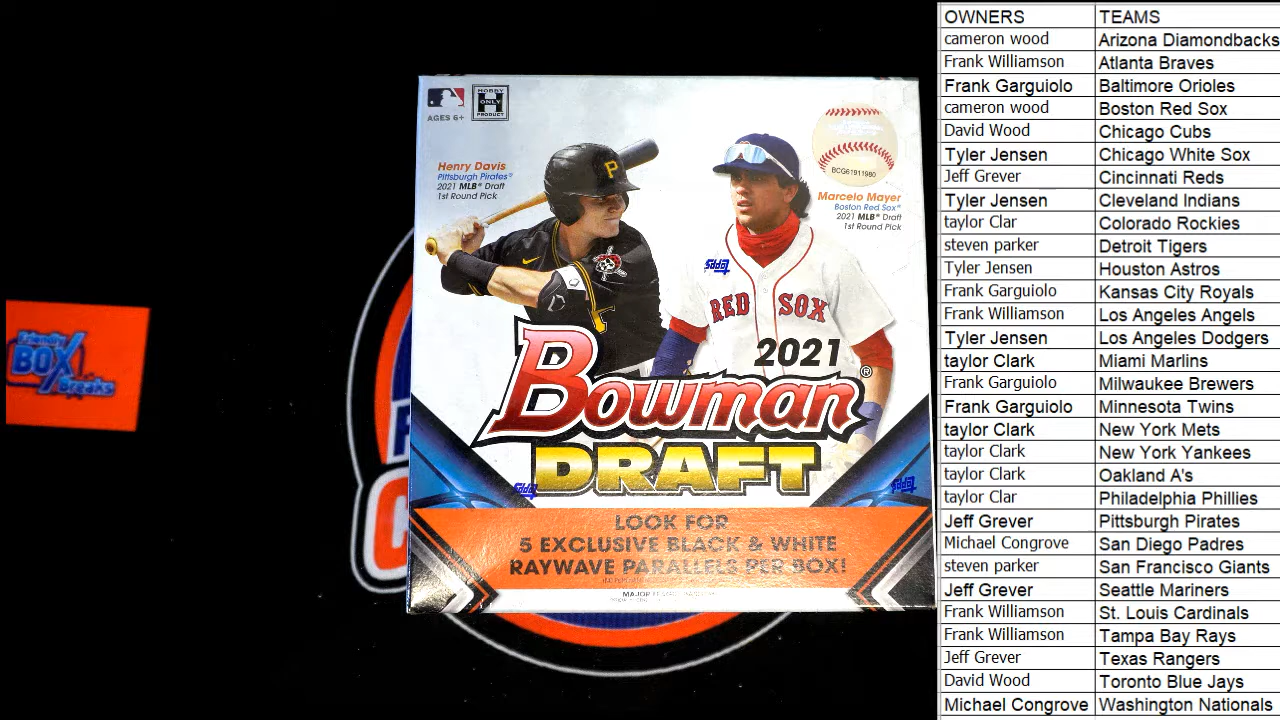 Friendly
BOX
Breaks
AGES 6+
HOBBY
H
ONLY
PRODUCT
Henry Davis
Pittsburgh Pirates®
2021 MLB® Draft
1st Round Pick
P
BCG61911980
Marcelo Mayer
Boston Red Sox®
2021 MLB® Draft
1st Round Pick
Topps
RED SOX
2021
Bowman®
DRAFT
Topps
Topps
LOOK FOR
5 EXCLUSIVE BLACK & WHITE
RAYWAVE PARALLELS PER BOX!
OWNERS TEAMS
cameron wood Arizona Diamondbacks
Frank Williamson Atlanta Braves
Frank Garguiolo Baltimore Orioles
cameron wood Boston Red Sox
David Wood Chicago Cubs
Tyler Jensen Chicago White Sox
Jeff Grever Cincinnati Reds
Tyler Jensen Cleveland Indians
taylor Clar Colorado Rockies
steven parker Detroit Tigers
Tyler Jensen Houston Astros
Frank Garguiolo Kansas City Royals
Frank Williamson Los Angeles Angels
Tyler Jensen Los Angeles Dodgers
taylor Clark Miami Marlins
Frank Garguiolo Milwaukee Brewers
Frank Garguiolo Minnesota Twins
taylor Clark New York Mets
taylor Clark New York Yankees
taylor Clark Oakland A's
taylor Clar Philadelphia Phillies
Jeff Grever Pittsburgh Pirates
Michael Congrove San Diego Padres
steven parker San Francisco Giants
Jeff Grever Seattle Mariners
Frank Williamson St. Louis Cardinals
Frank Williamson Tampa Bay Rays
Jeff Grever Texas Rangers
David Wood Toronto Blue Jays
Michael Congrove Washington Nationals